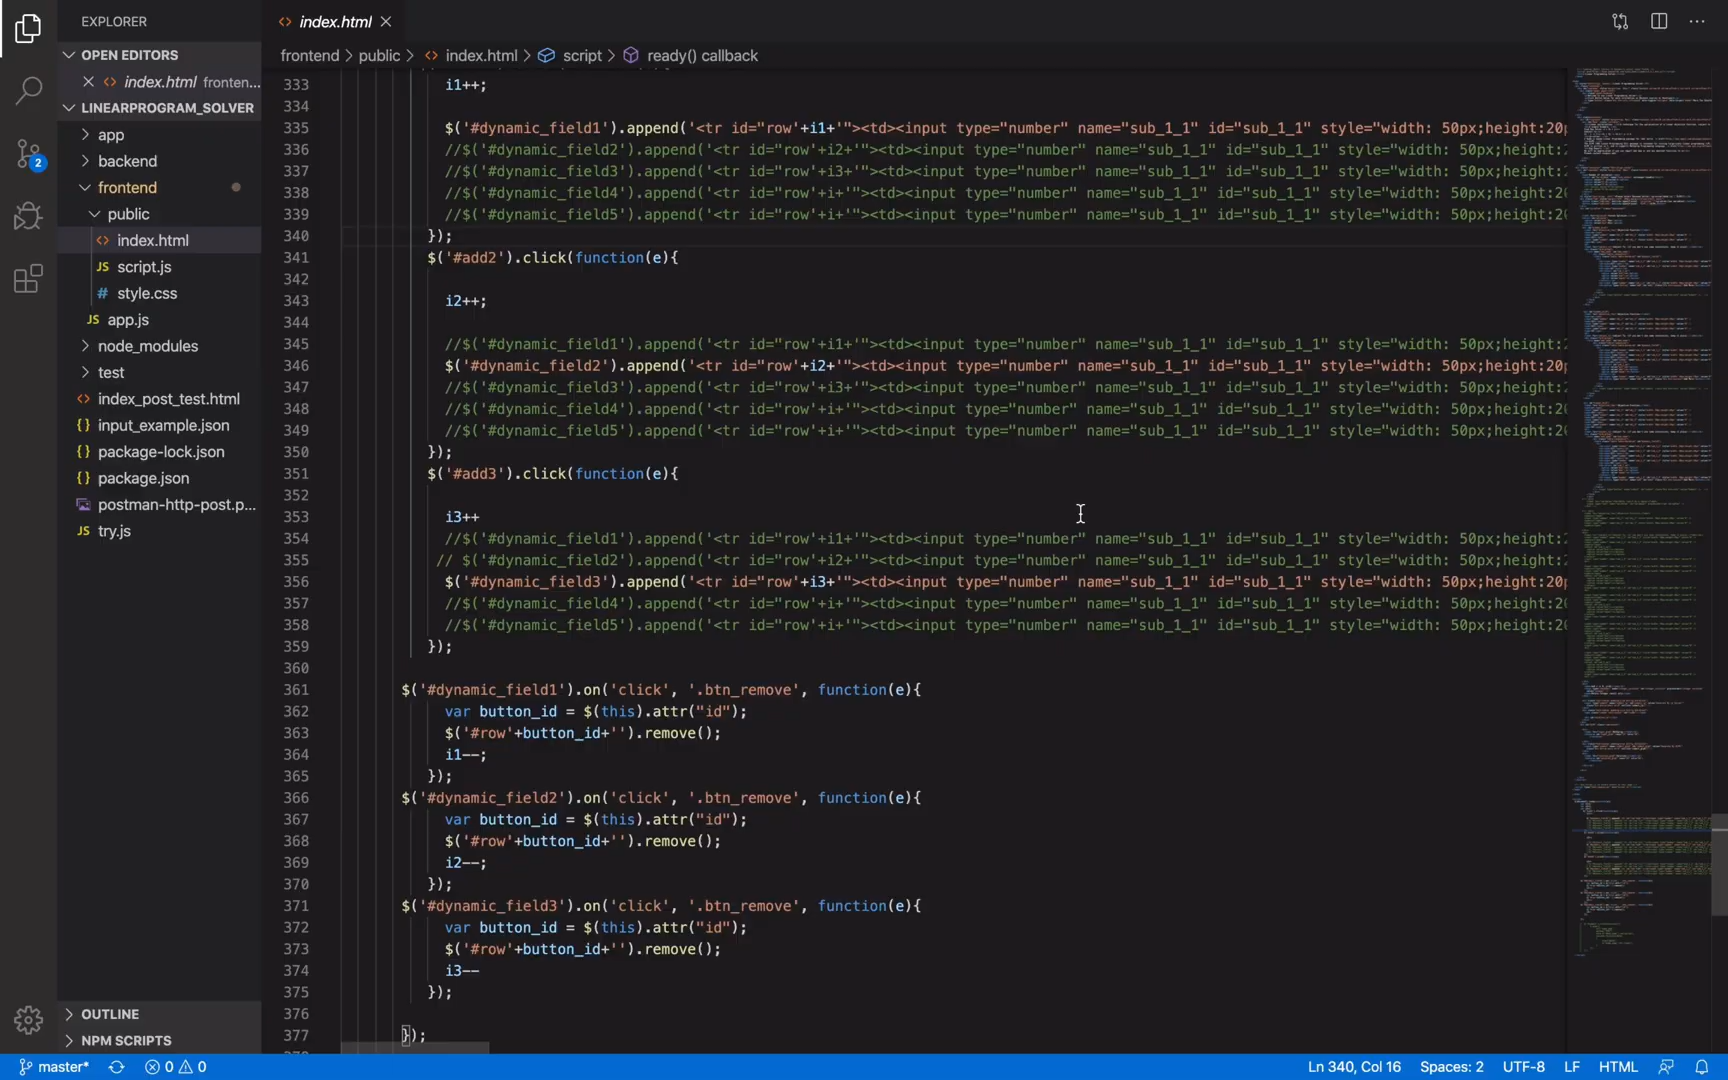 EXPLORER
index.html
OPEN EDITORS
index.html fronten...
LINEARPROGRAM_SOLVER
app
backend
frontend
public
index.html
JS script.js
# style.css
JS app.js
node_modules
test
index_post_test.html
{} input_example.json
{} package-lock.json
{} package.json
postman-http-post.p...
JS try.js
OUTLINE
NPM SCRIPTS
2
frontend > public > index.html > script > ready() callback
333 i1++;
334
335 $('#dynamic_field1').append('<tr id="row'+i1+'"><td><input type="number" name="sub_1_1" id="sub_1_1" style="width: 50px;height:20p
336 //$('#dynamic_field2').append('<tr id="row'+i2+'"><td><input type="number" name="sub_1_1" id="sub_1_1" style="width: 50px;height:20
337 //$('#dynamic_field3').append('<tr id="row'+i3+'"><td><input type="number" name="sub_1_1" id="sub_1_1" style="width: 50px;height:20
338 //$('#dynamic_field4').append('<tr id="row'+i+'"><td><input type="number" name="sub_1_1" id="sub_1_1" style="width: 50px;height:20
339 //$('#dynamic_field5').append('<tr id="row'+i+'"><td><input type="number" name="sub_1_1" id="sub_1_1" style="width: 50px;height:20
340 });
341 $('#add2').click(function(e){
342
343 i2++;
344
345 //$('#dynamic_field1').append('<tr id="row'+i1+'"><td><input type="number" name="sub_1_1" id="sub_1_1" style="width: 50px;height:20
346 $('#dynamic_field2').append('<tr id="row'+i2+'"><td><input type="number" name="sub_1_1" id="sub_1_1" style="width: 50px;height:20p
347 //$('#dynamic_field3').append('<tr id="row'+i3+'"><td><input type="number" name="sub_1_1" id="sub_1_1" style="width: 50px;height:20
348 //$('#dynamic_field4').append('<tr id="row'+i+'"><td><input type="number" name="sub_1_1" id="sub_1_1" style="width: 50px;height:20
349 //$('#dynamic_field5').append('<tr id="row'+i+'"><td><input type="number" name="sub_1_1" id="sub_1_1" style="width: 50px;height:20
350 });
351 $('#add3').click(function(e){
352
353 i3++
354 //$('#dynamic_field1').append('<tr id="row'+i1+'"><td><input type="number" name="sub_1_1" id="sub_1_1" style="width: 50px;height:20
355 // $('#dynamic_field2').append('<tr id="row'+i2+'"><td><input type="number" name="sub_1_1" id="sub_1_1" style="width: 50px;height:2
356 $('#dynamic_field3').append('<tr id="row'+i3+'"><td><input type="number" name="sub_1_1" id="sub_1_1" style="width: 50px;height:20p
357 //$('#dynamic_field4').append('<tr id="row'+i+'"><td><input type="number" name="sub_1_1" id="sub_1_1" style="width: 50px;height:20
358 //$('#dynamic_field5').append('<tr id="row'+i+'"><td><input type="number" name="sub_1_1" id="sub_1_1" style="width: 50px;height:20
359 });
360
361 $('#dynamic_field1').on('click', '.btn_remove', function(e){
362 var button_id = $(this).attr("id");
363 $('#row'+button_id+'').remove();
364 i1--;
365 });
366 $('#dynamic_field2').on('click', '.btn_remove', function(e){
367 var button_id = $(this).attr("id");
368 $('#row'+button_id+'').remove();
369 i2--;
370 });
371 $('#dynamic_field3').on('click', '.btn_remove', function(e){
372 var button_id = $(this).attr("id");
373 $('#row'+button_id+'').remove();
374 i3--
375 });
376
377 });
master* 0 0 Ln 340, Col 16 Spaces: 2 UTF-8 LF HTML